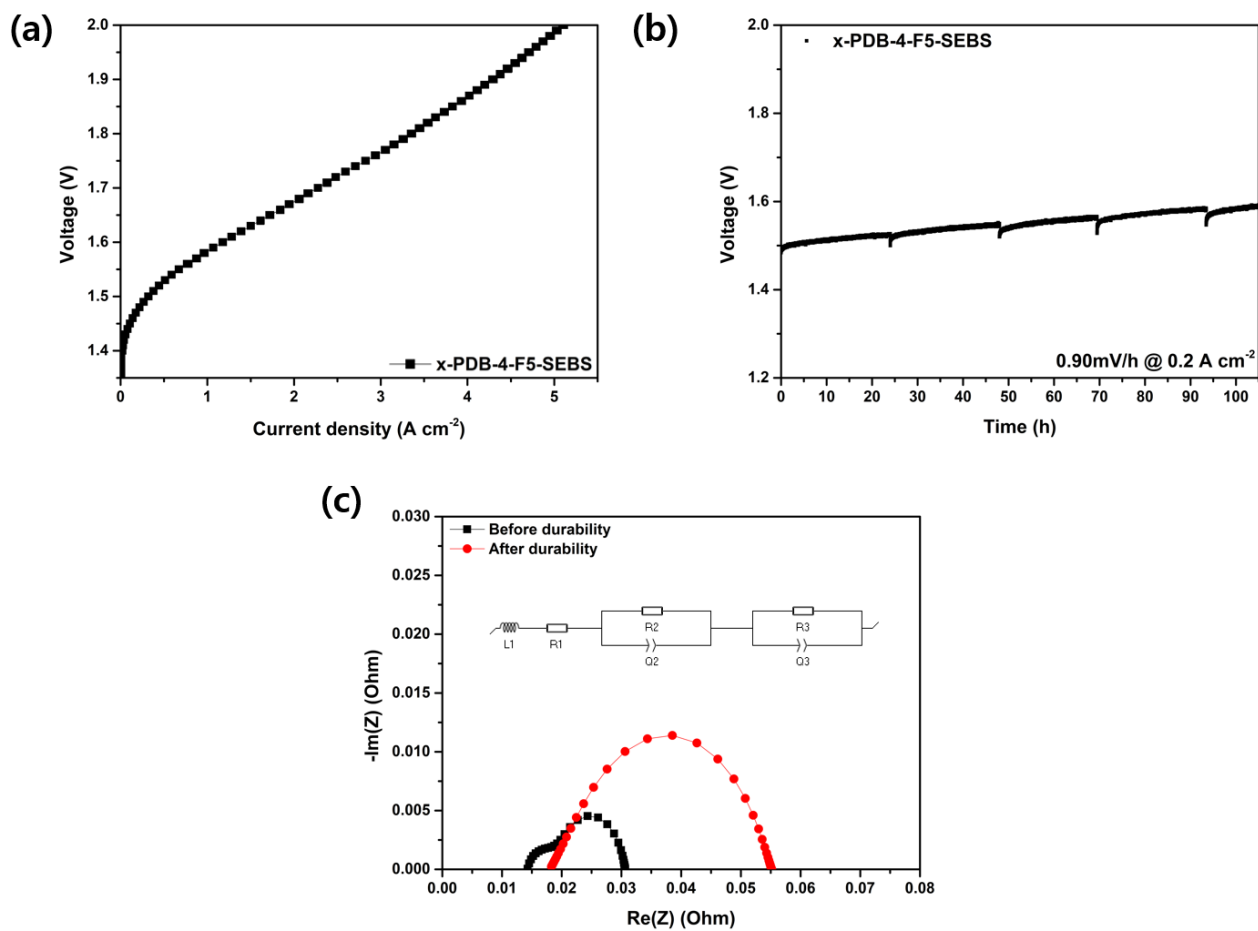 (a)
2.0
1.9
1.8
1.7
1.6
1.5
1.4
Voltage (V)
x-PDB-4-F5-SEBS
0 1 2 3 4 5
Current density (A cm⁻²)
(b)
2.0
1.8
1.6
1.4
1.2
Voltage (V)
x-PDB-4-F5-SEBS
0.90mV/h @ 0.2 A cm⁻²
0 10 20 30 40 50 60 70 80 90 100
Time (h)
(c)
0.030
0.025
0.020
0.015
0.010
0.005
0.000
-Im(Z) (Ohm)
Before durability
After durability
R2 R3
L1 R1
Q2 Q3
0.00 0.01 0.02 0.03 0.04 0.05 0.06 0.07 0.08
Re(Z) (Ohm)